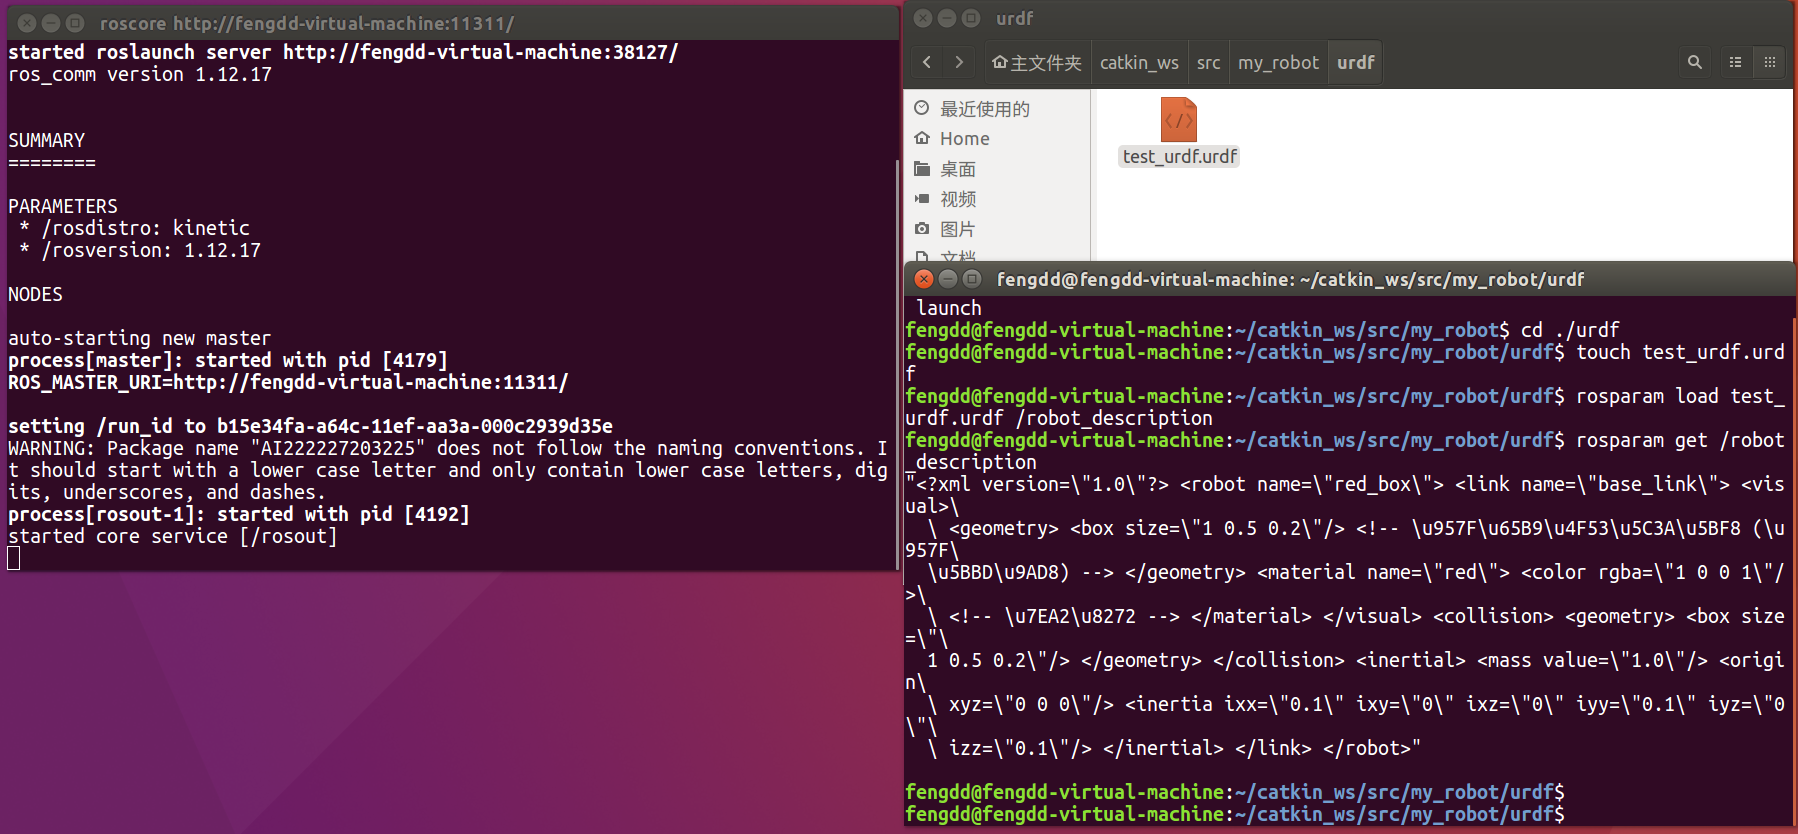 roscore http://fengdd-virtual-machine:11311/
started roslaunch server http://fengdd-virtual-machine:38127/
ros_comm version 1.12.17
SUMMARY
========
PARAMETERS
* /rosdistro: kinetic
* /rosversion: 1.12.17
NODES
auto-starting new master
process[master]: started with pid [4179]
ROS_MASTER_URI=http://fengdd-virtual-machine:11311/
setting /run_id to b15e34fa-a64c-11ef-aa3a-000c2939d35e
WARNING: Package name "AI222227203225" does not follow the naming conventions. I
t should start with a lower case letter and only contain lower case letters, dig
its, underscores, and dashes.
process[rosout-1]: started with pid [4192]
started core service [/rosout]
urdf
主文件夹 catkin_ws src my_robot urdf
最近使用的
Home
桌面
视频
图片
文档
test_urdf.urdf
fengdd@fengdd-virtual-machine: ~/catkin_ws/src/my_robot/urdf
launch
fengdd@fengdd-virtual-machine:~/catkin_ws/src/my_robot$ cd ./urdf
fengdd@fengdd-virtual-machine:~/catkin_ws/src/my_robot/urdf$ touch test_urdf.urd
f
fengdd@fengdd-virtual-machine:~/catkin_ws/src/my_robot/urdf$ rosparam load test_
urdf.urdf /robot_description
fengdd@fengdd-virtual-machine:~/catkin_ws/src/my_robot/urdf$ rosparam get /robot
_description
"<?xml version=\"1.0\"?> <robot name=\"red_box\"> <link name=\"base_link\"> <vis
ual>\
\ <geometry> <box size=\"1 0.5 0.2\"/> <!-- \u957F\u65B9\u4F53\u5C3A\u5BF8 (\u
957F\
\u5BBD\u9AD8) --> </geometry> <material name=\"red\"> <color rgba=\"1 0 0 1\"/
>\
\ <!-- \u7EA2\u8272 --> </material> </visual> <collision> <geometry> <box size
=\"\
1 0.5 0.2\"/> </geometry> </collision> <inertial> <mass value=\"1.0\"/> <origi
n\
\ xyz=\"0 0 0\"/> <inertia ixx=\"0.1\" ixy=\"0\" ixz=\"0\" iyy=\"0.1\" iyz=\"0
\"\
\ izz=\"0.1\"/> </inertial> </link> </robot>"
fengdd@fengdd-virtual-machine:~/catkin_ws/src/my_robot/urdf$
fengdd@fengdd-virtual-machine:~/catkin_ws/src/my_robot/urdf$